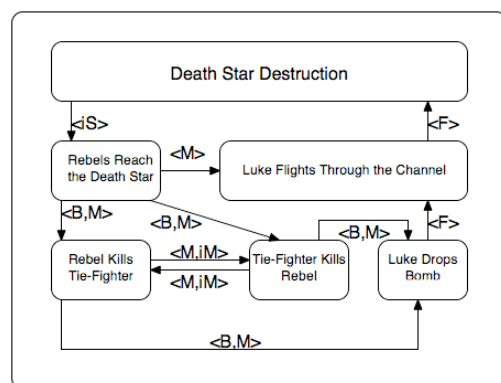 Death Star Destruction
<iS>
<F>
Rebels Reach
the Death Star
<M>
Luke Flights Through the Channel
<B,M>
<B,M>
<B,M>
<F>
Rebel Kills
Tie-Fighter
<M,iM>
<M,iM>
Tie-Fighter Kills
Rebel
Luke Drops
Bomb
<B,M>